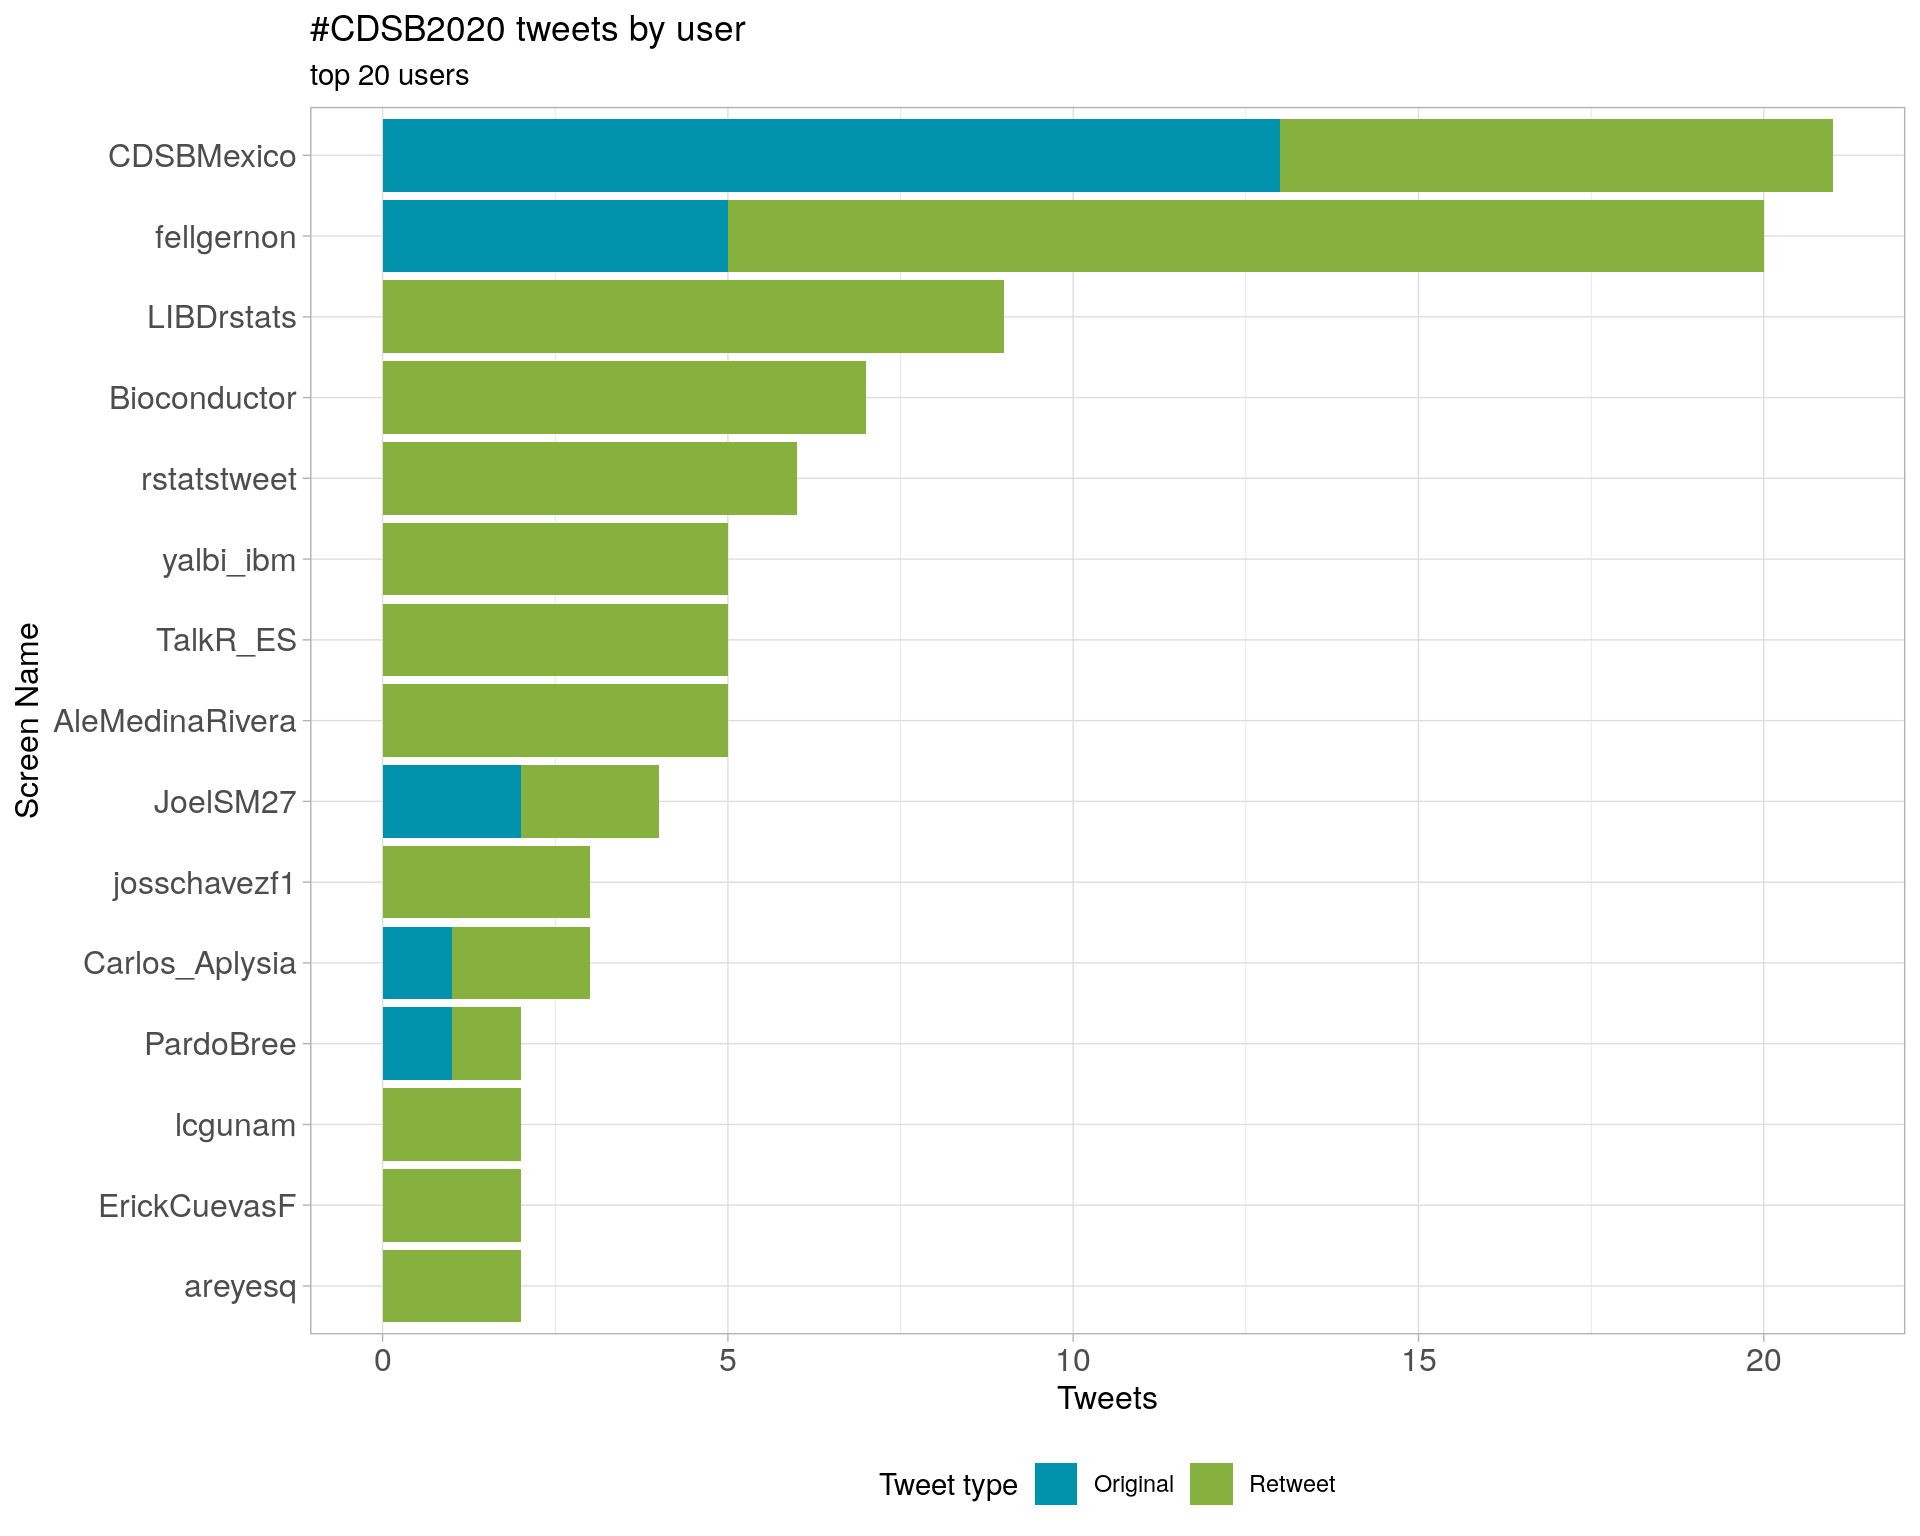 #CDSB2020 tweets by user
top 20 users
Screen Name
CDSBMexico
fellgernon
LIBDrstats
Bioconductor
rstatstweet
yalbi_ibm
TalkR_ES
AleMedinaRivera
JoelSM27
josschavezf1
Carlos_Aplysia
PardoBree
lcgunam
ErickCuevasF
areyesq
0 5 10 15 20
Tweets
Tweet type Original Retweet